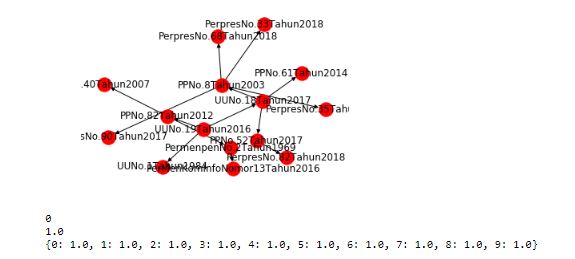 PerpresNo.33Tahun2018
PerpresNo.68Tahun2018
PPNo.61Tahun2014
.40Tahun2007
PPNo.8Tahun2003
UUNo.18Tahun2017
PerpresNo.35Tahu
PPNo.82Tahun2012
UUNo.19Tahun2016
sNo.90Tahun2017
PPNo.52Tahun2017
PermenpenNo.2Tahun1969
PerpresNo.82Tahun2018
UUNo.1Tahun1984
PermenKominfoNomor13Tahun2016
0
1.0
{0: 1.0, 1: 1.0, 2: 1.0, 3: 1.0, 4: 1.0, 5: 1.0, 6: 1.0, 7: 1.0, 8: 1.0, 9: 1.0}